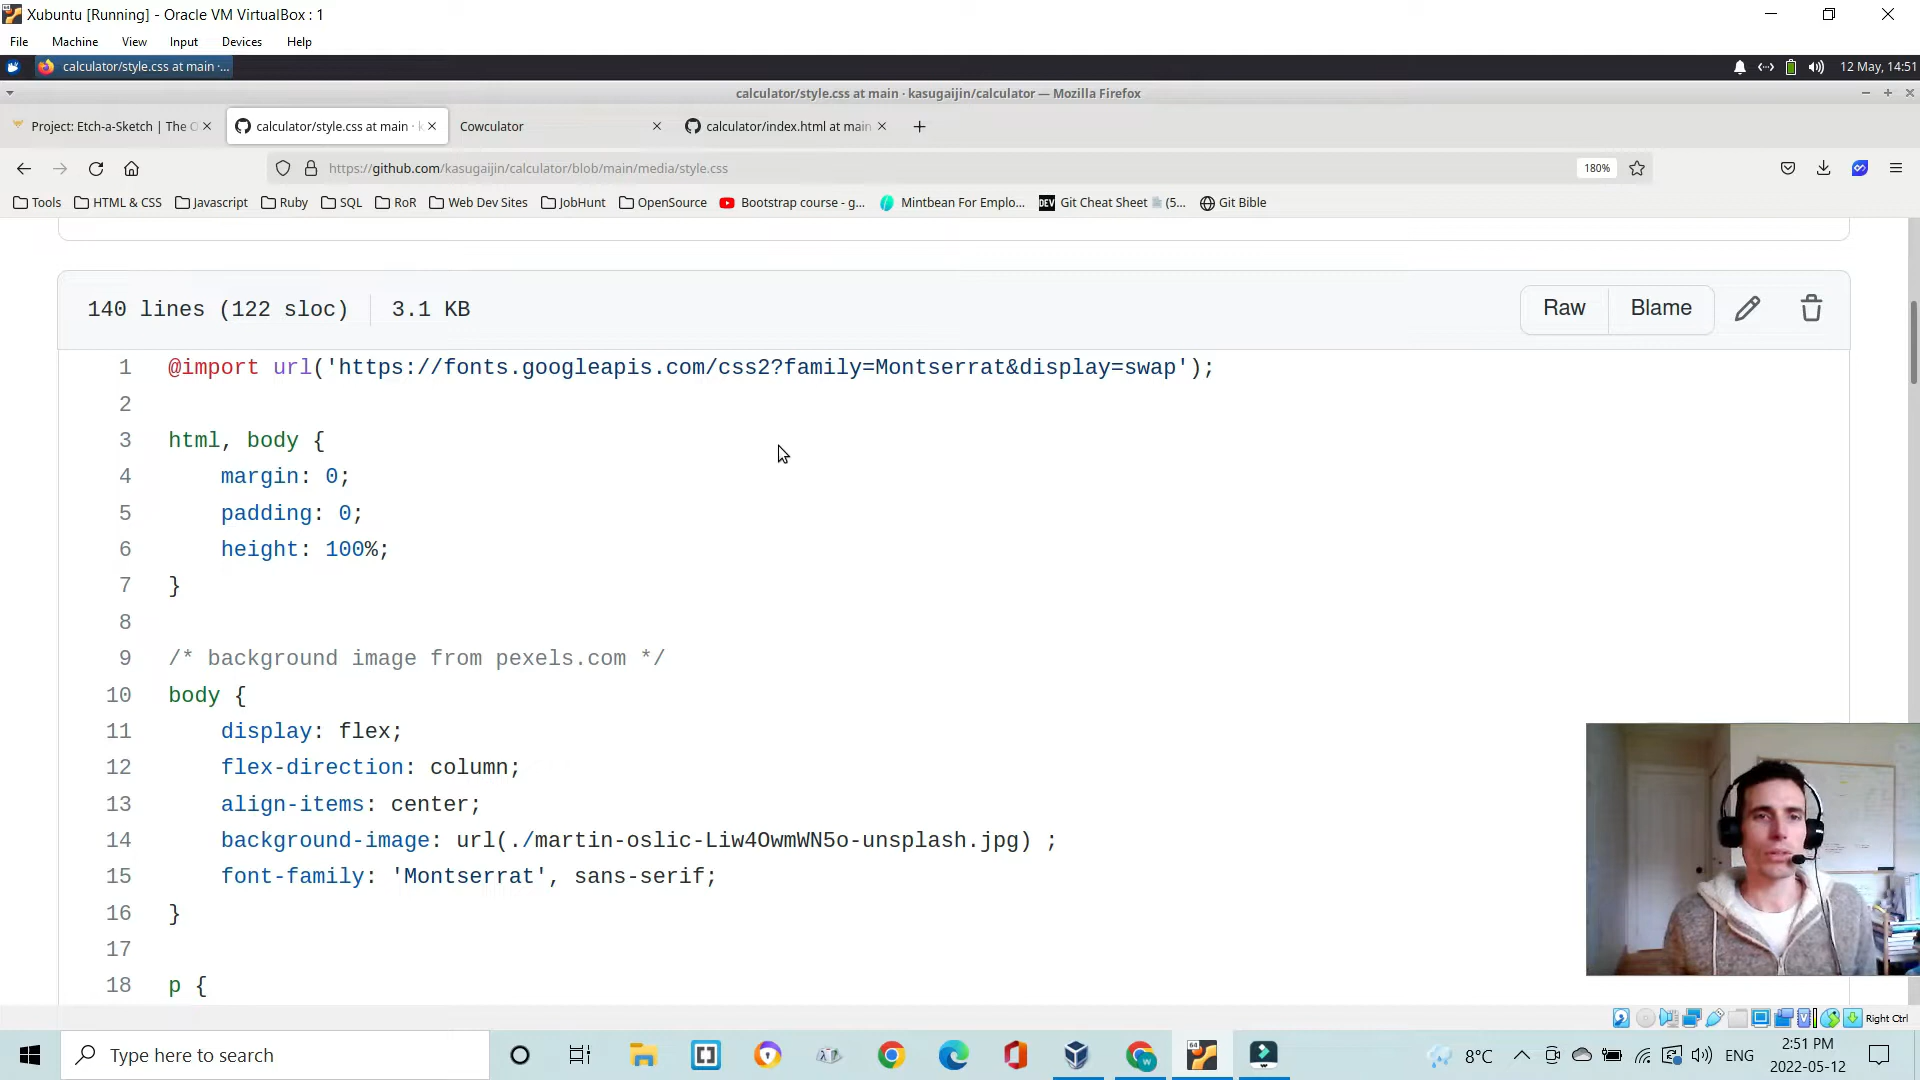 Xubuntu [Running] - Oracle VM VirtualBox : 1
File Machine View Input Devices Help
calculator/style.css at main ·...
12 May, 14:51
calculator/style.css at main · kasugaijin/calculator — Mozilla Firefox
Project: Etch-a-Sketch | The O
calculator/style.css at main · k
Cowculator
calculator/index.html at main
https://github.com/kasugaijin/calculator/blob/main/media/style.css
180%
Tools HTML & CSS Javascript Ruby SQL RoR Web Dev Sites JobHunt OpenSource Bootstrap course - g... Mintbean For Emplo... DEV Git Cheat Sheet (5... Git Bible
140 lines (122 sloc) 3.1 KB
Raw Blame
1 @import url('https://fonts.googleapis.com/css2?family=Montserrat&display=swap');
2
3 html, body {
4 margin: 0;
5 padding: 0;
6 height: 100%;
7 }
8
9 /* background image from pexels.com */
10 body {
11 display: flex;
12 flex-direction: column;
13 align-items: center;
14 background-image: url(./martin-oslic-Liw4OwmWN5o-unsplash.jpg) ;
15 font-family: 'Montserrat', sans-serif;
16 }
17
18 p {
Right Ctrl
Type here to search
8°C
ENG
2:51 PM
2022-05-12